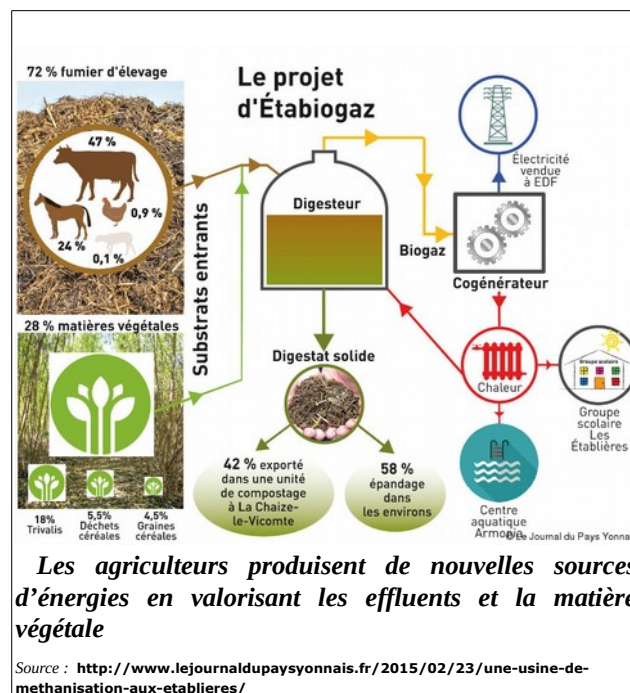 72 % fumier d'élevage
Le projet
d'Étabiogaz
47 %
0,9 %
24 %
0,1 %
Substrats entrants
Digesteur
Biogaz
Électricité
vendue
à EDF
Cogénérateur
28 % matières végétales
18%
Trivalis
5,5%
Déchets
céréales
4,5%
Graines
céréales
Digestat solide
42 % exporté
dans une unité
de compostage
à La Chaize-
le-Vicomte
58 %
épandage
dans
les environs
Chaleur
Groupe scolaire
Groupe
scolaire
Les
Établières
Centre
aquatique
© Le Journal du Pays Yonnai
Les agriculteurs produisent de nouvelles sources
d'énergies en valorisant les effluents et la matière
végétale
Source : http://www.lejournaldupaysyonnais.fr/2015/02/23/une-usine-de-
methanisation-aux-etablieres/